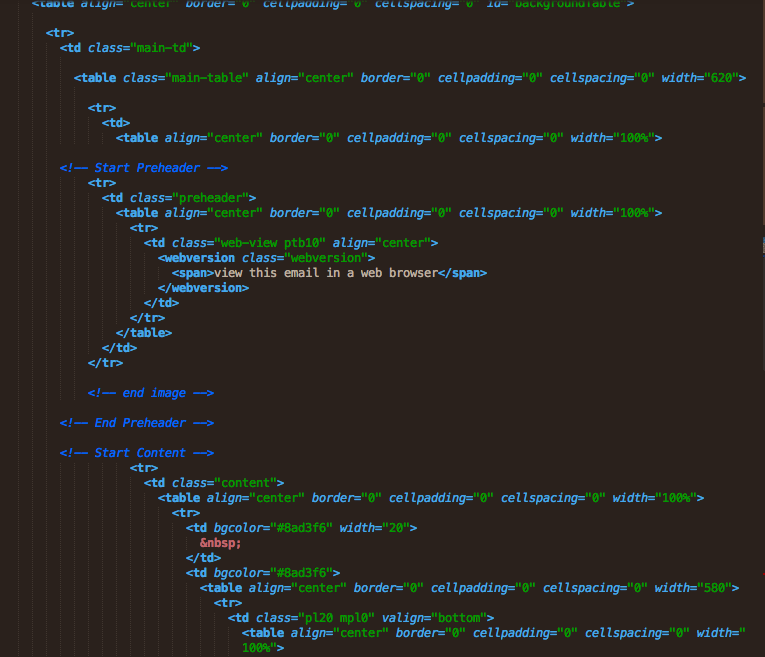 <table align="center" border="0" cellpadding="0" cellspacing="0" id="backgroundTable">
<tr>
<td class="main-td">
<table class="main-table" align="center" border="0" cellpadding="0" cellspacing="0" width="620">
<tr>
<td>
<table align="center" border="0" cellpadding="0" cellspacing="0" width="100%">
<!-- Start Preheader -->
<tr>
<td class="preheader">
<table align="center" border="0" cellpadding="0" cellspacing="0" width="100%">
<tr>
<td class="web-view ptb10" align="center">
<webversion class="webversion">
<span>view this email in a web browser</span>
</webversion>
</td>
</tr>
</table>
</td>
</tr>
<!-- end image -->
<!-- End Preheader -->
<!-- Start Content -->
<tr>
<td class="content">
<table align="center" border="0" cellpadding="0" cellspacing="0" width="100%">
<tr>
<td bgcolor="#8ad3f6" width="20">
&nbsp;
</td>
<td bgcolor="#8ad3f6">
<table align="center" border="0" cellpadding="0" cellspacing="0" width="580">
<tr>
<td class="pl20 mpl0" valign="bottom">
<table align="center" border="0" cellpadding="0" cellspacing="0" width="
100%">